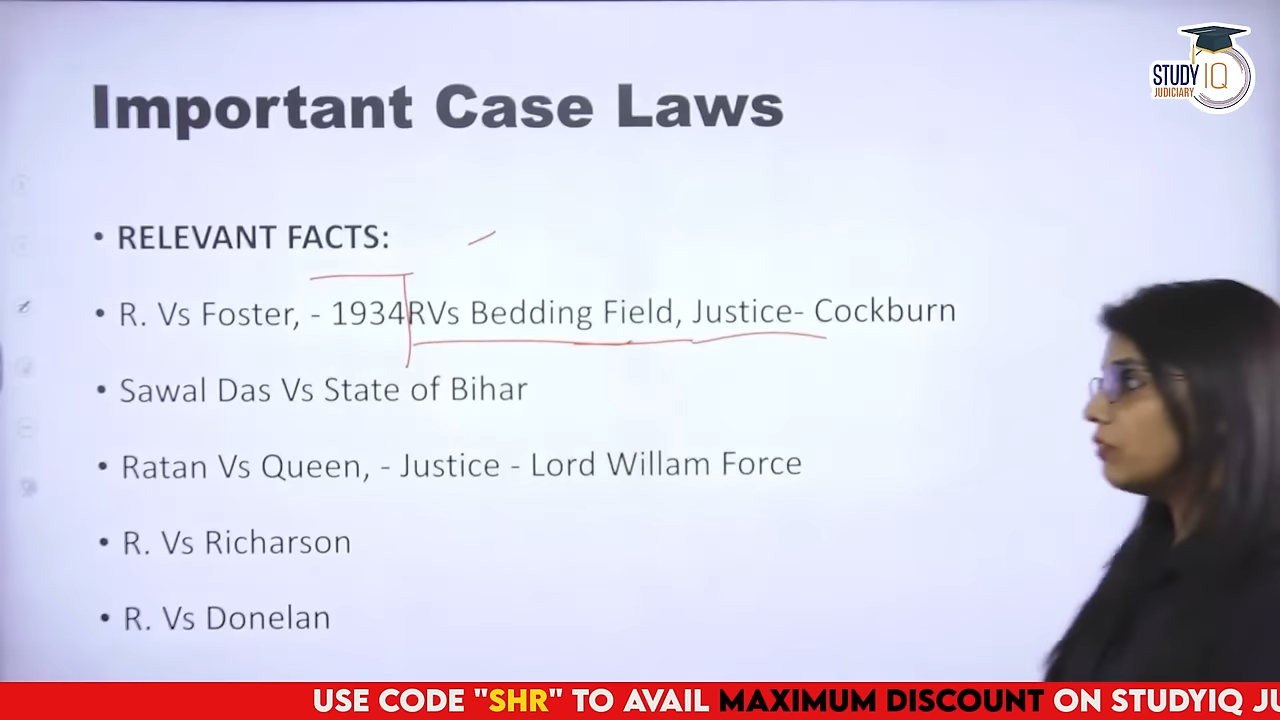 Important Case Laws
STUDY IQ
JUDICIARY
• RELEVANT FACTS:
• R. Vs Foster, - 1934RVs Bedding Field, Justice- Cockburn
• Sawal Das Vs State of Bihar
• Ratan Vs Queen, - Justice - Lord Willam Force
• R. Vs Richarson
• R. Vs Donelan
USE CODE "SHR" TO AVAIL MAXIMUM DISCOUNT ON STUDYIQ JU